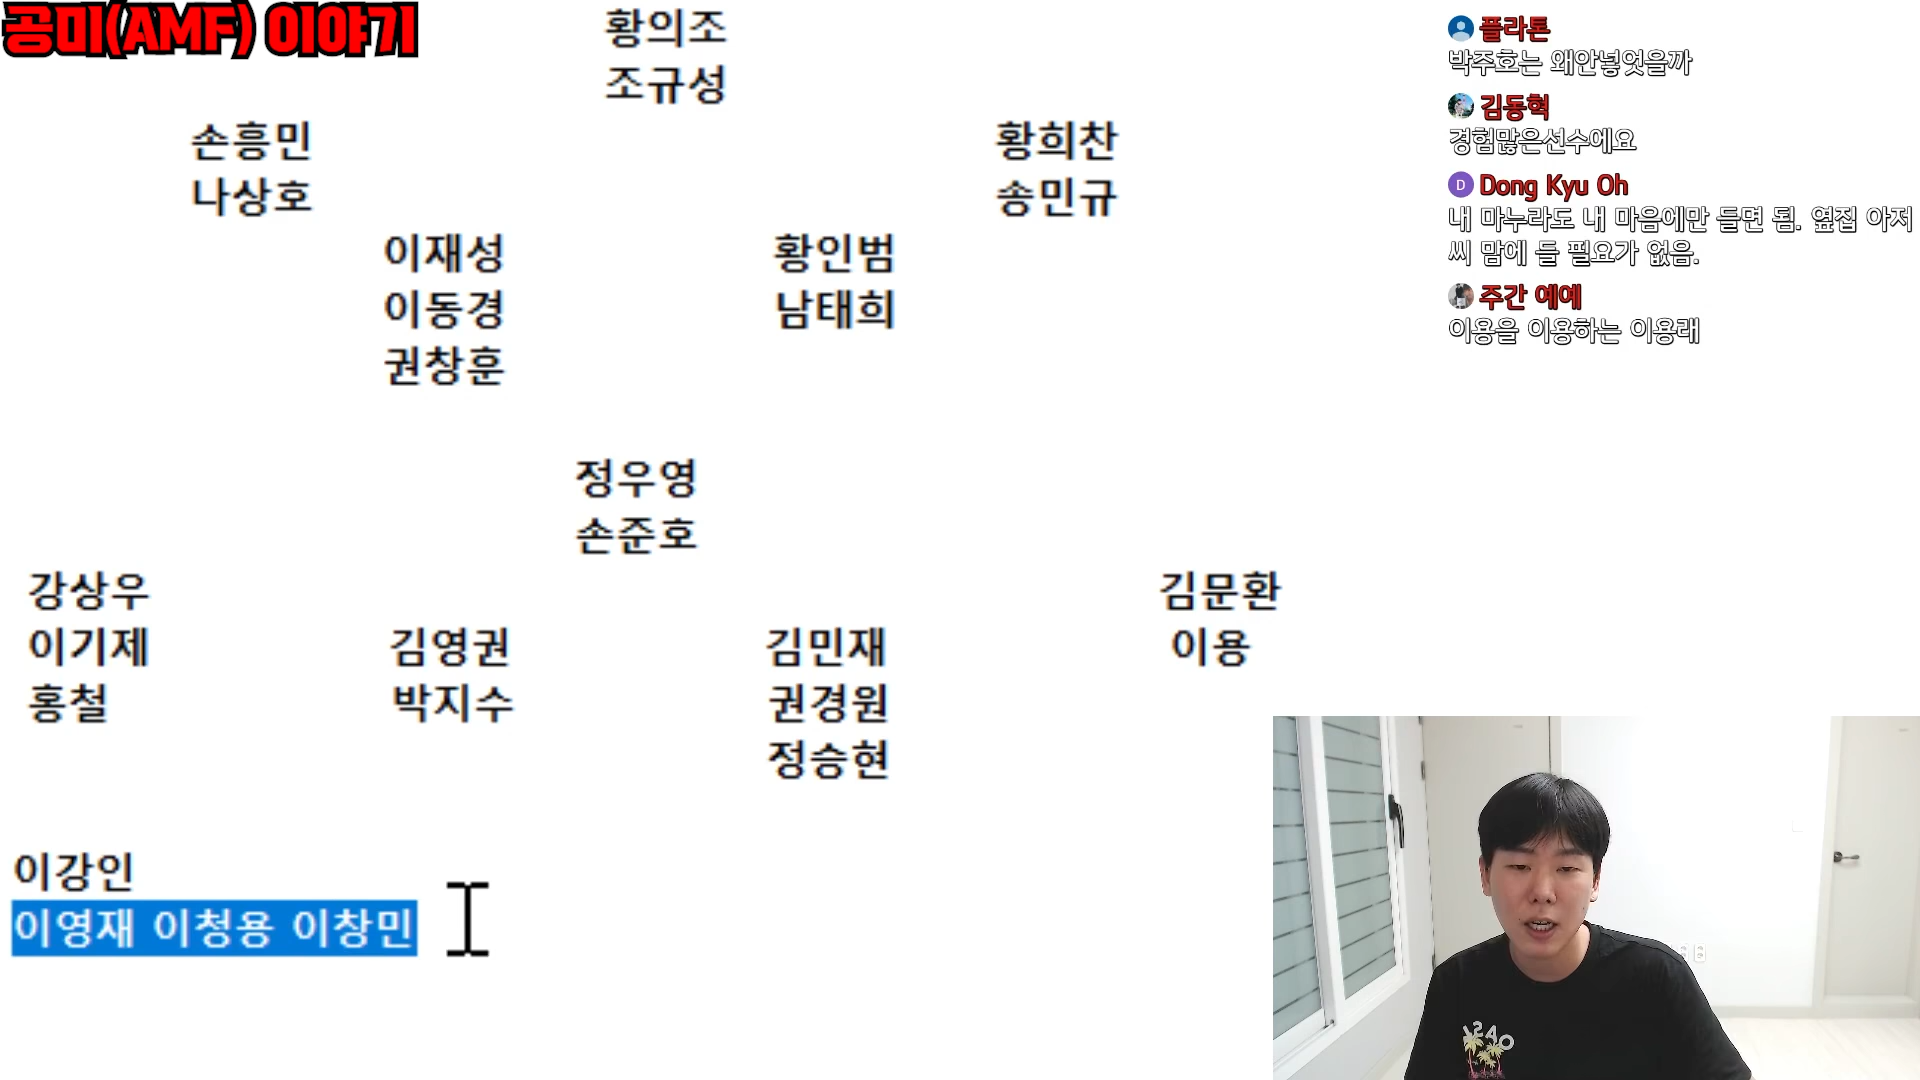 공미(AMF) 이야기
황의조
조규성
손흥민
황희찬
나상호
송민규
이재성
황인범
이동경
남태희
권창훈
정우영
손준호
강상우
김문환
이기제
김영권
김민재
이용
홍철
박지수
권경원
정승현
이강인
이영재 이청용 이창민
플라톤
박주호는 왜안넣엇을까
김동혁
경험많은선수에요
D Dong Kyu Oh
내 마누라도 내 마음에만 들면 됨. 옆집 아저
씨 맘에 들 필요가 없음.
주간 예예
이용을 이용하는 이용래
1240